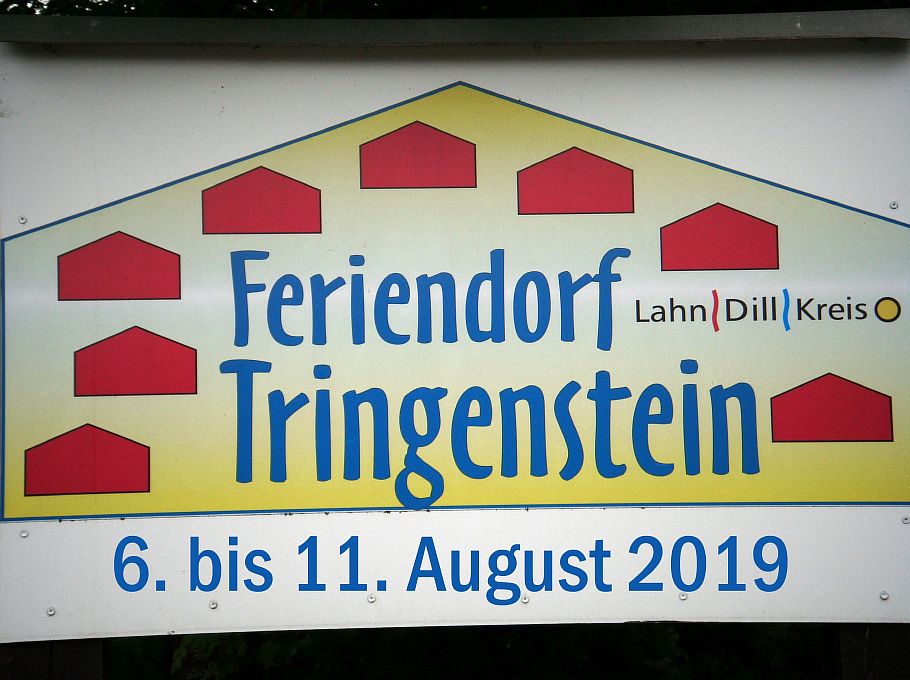 Feriendorf
Lahn Dill Kreis
Tringenstein
6. bis 11. August 2019